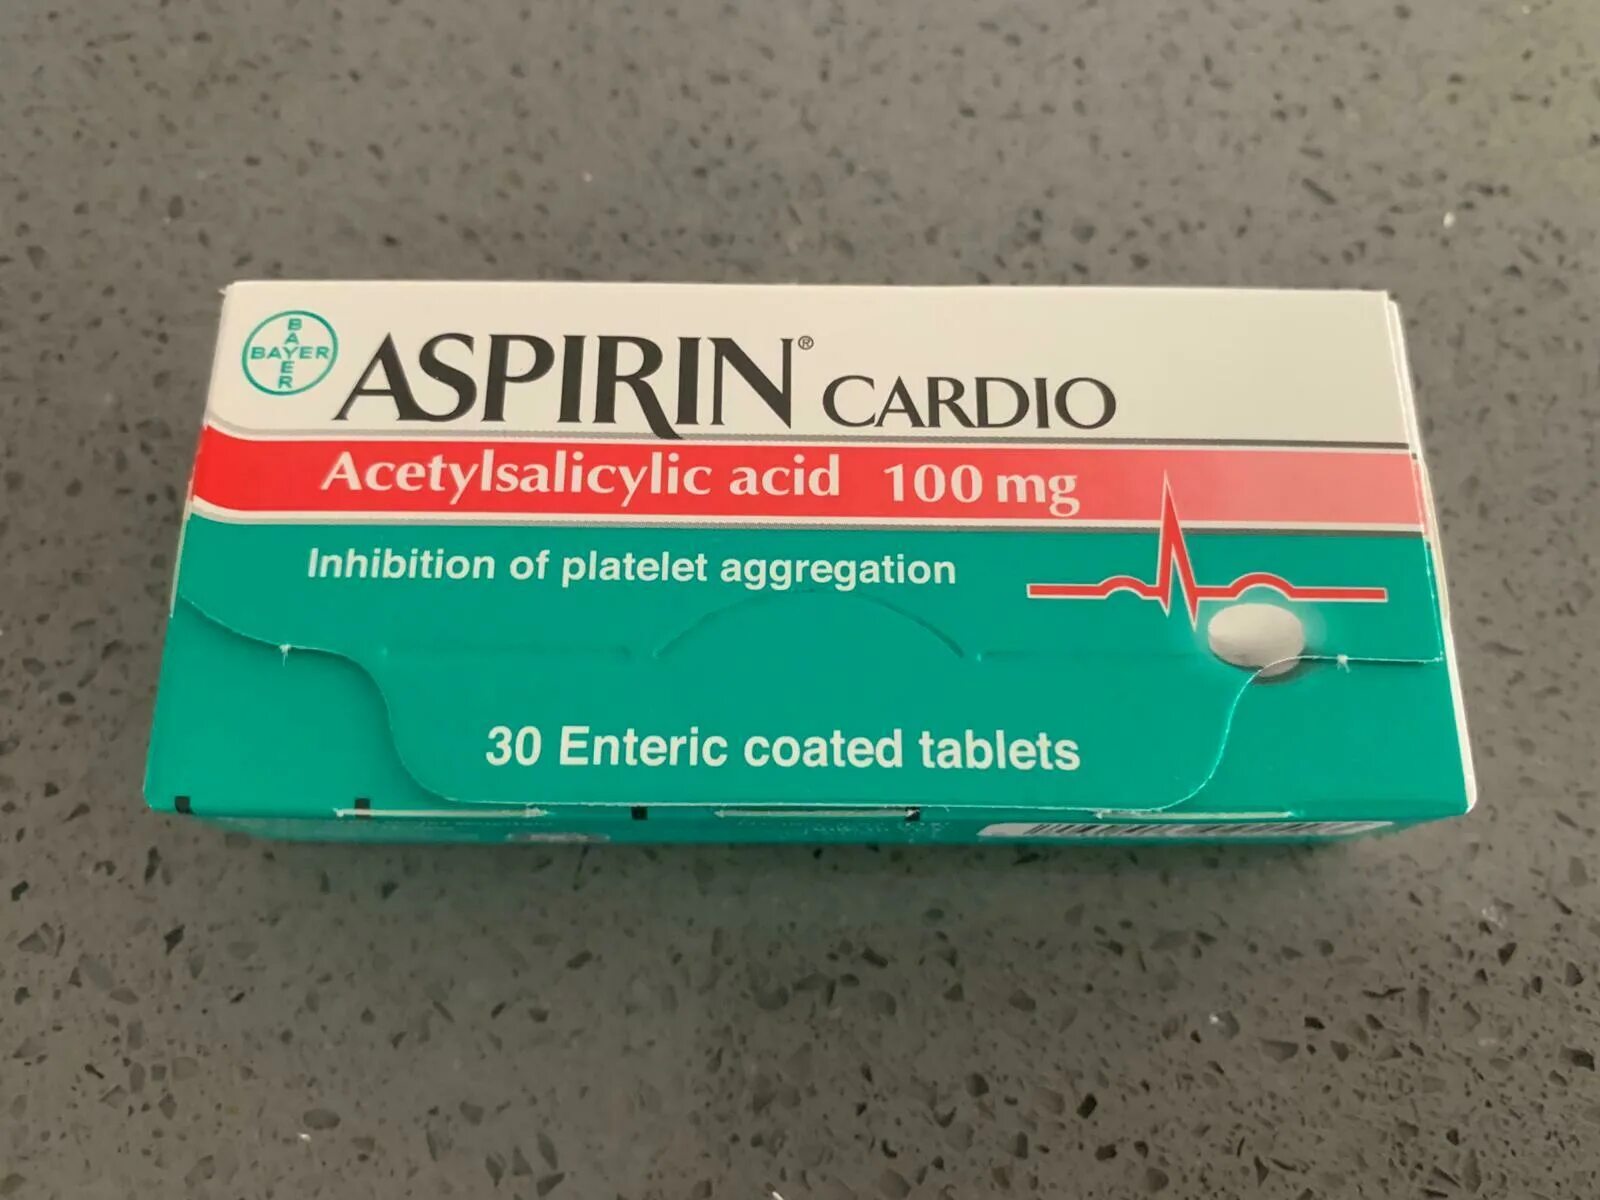 BAYER
BAYER
ASPIRIN® CARDIO
Acetylsalicylic acid 100 mg
Inhibition of platelet aggregation
30 Enteric coated tablets